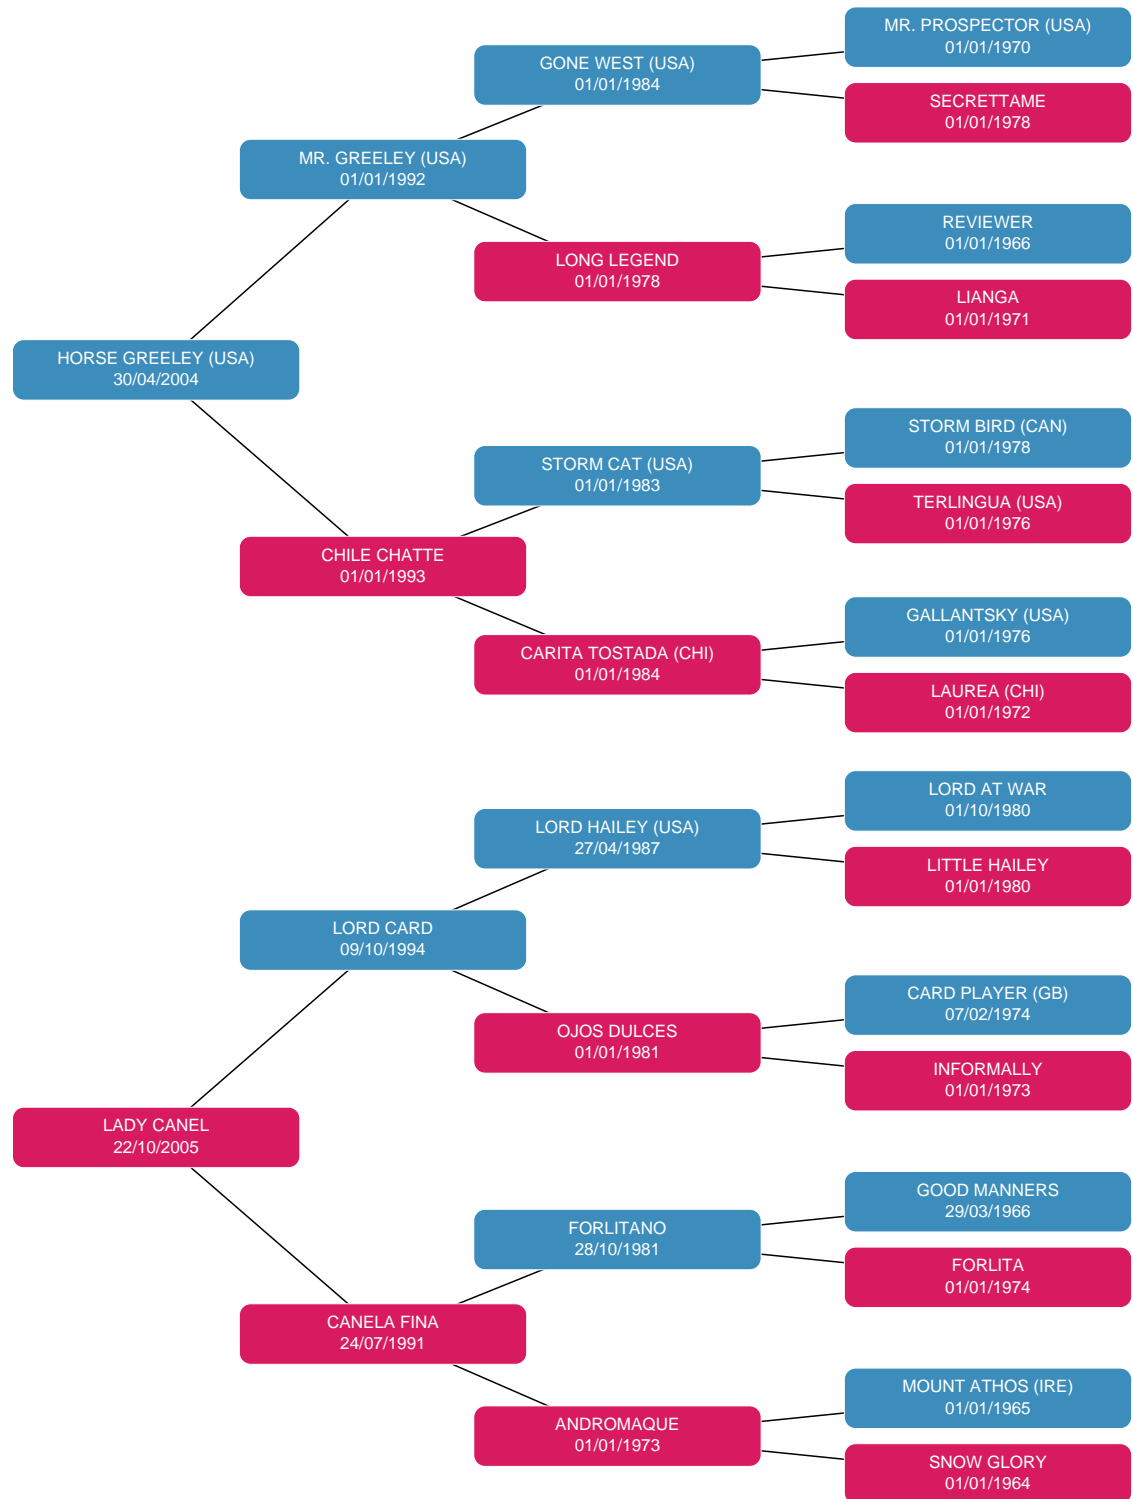 MR. PROSPECTOR (USA)
01/01/1970
GONE WEST (USA)
01/01/1984
SECRETTAME
01/01/1978
MR. GREELEY (USA)
01/01/1992
REVIEWER
01/01/1966
LONG LEGEND
01/01/1978
LIANGA
01/01/1971
HORSE GREELEY (USA)
30/04/2004
STORM BIRD (CAN)
01/01/1978
STORM CAT (USA)
01/01/1983
TERLINGUA (USA)
01/01/1976
CHILE CHATTE
01/01/1993
GALLANTSKY (USA)
01/01/1976
CARITA TOSTADA (CHI)
01/01/1984
LAUREA (CHI)
01/01/1972
LORD AT WAR
01/10/1980
LORD HAILEY (USA)
27/04/1987
LITTLE HAILEY
01/01/1980
LORD CARD
09/10/1994
CARD PLAYER (GB)
07/02/1974
OJOS DULCES
01/01/1981
INFORMALLY
01/01/1973
LADY CANEL
22/10/2005
GOOD MANNERS
29/03/1966
FORLITANO
28/10/1981
FORLITA
01/01/1974
CANELA FINA
24/07/1991
MOUNT ATHOS (IRE)
01/01/1965
ANDROMAQUE
01/01/1973
SNOW GLORY
01/01/1964